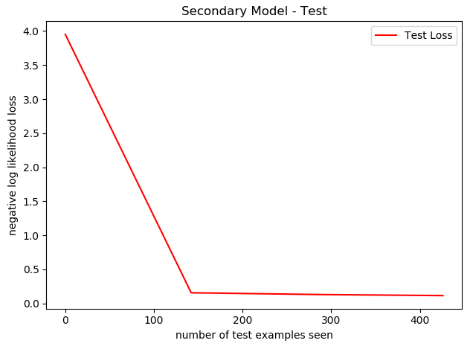 Secondary Model - Test
Test Loss
negative log likelihood loss
4.0
3.5
3.0
2.5
2.0
1.5
1.0
0.5
0.0
0 100 200 300 400
number of test examples seen